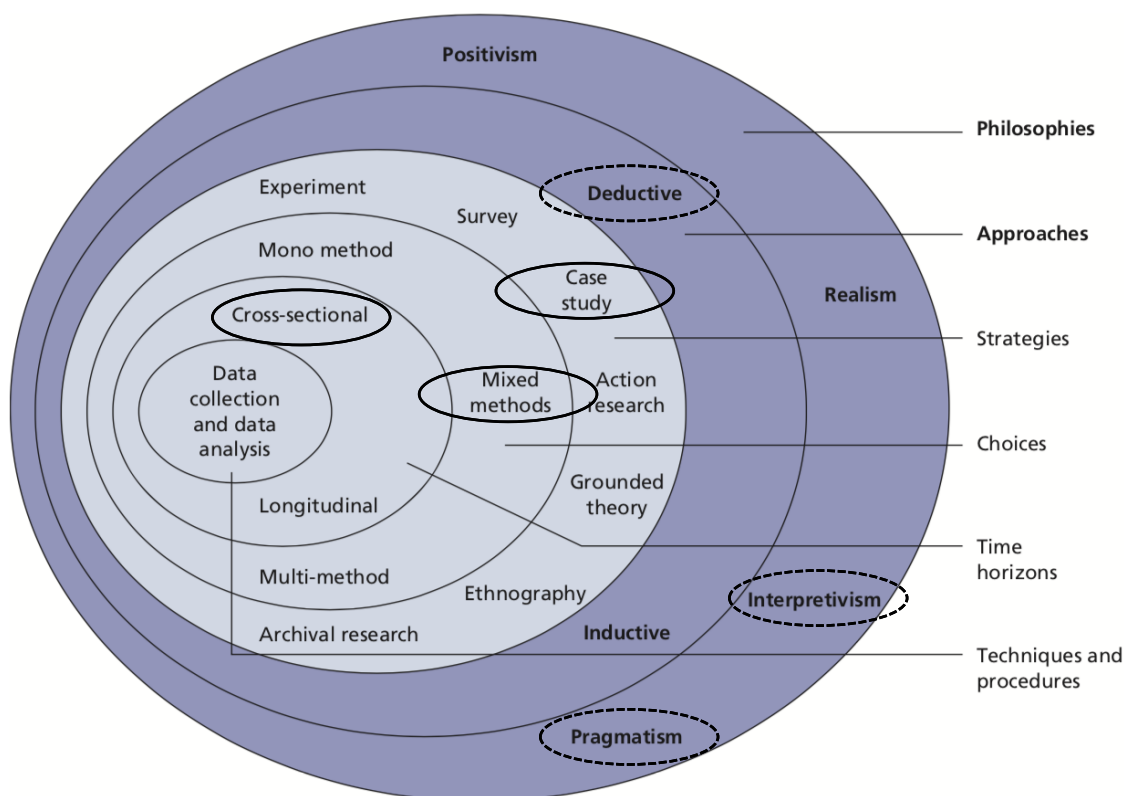 Positivism
Philosophies
Experiment
Deductive
Survey
Approaches
Mono method
Case
study
Realism
Cross-sectional
Strategies
Data
collection
and data
analysis
Mixed
methods
Action
research
Choices
Longitudinal
Grounded
theory
Time
horizons
Multi-method
Ethnography
Interpretivism
Archival research
Inductive
Techniques and
procedures
Pragmatism